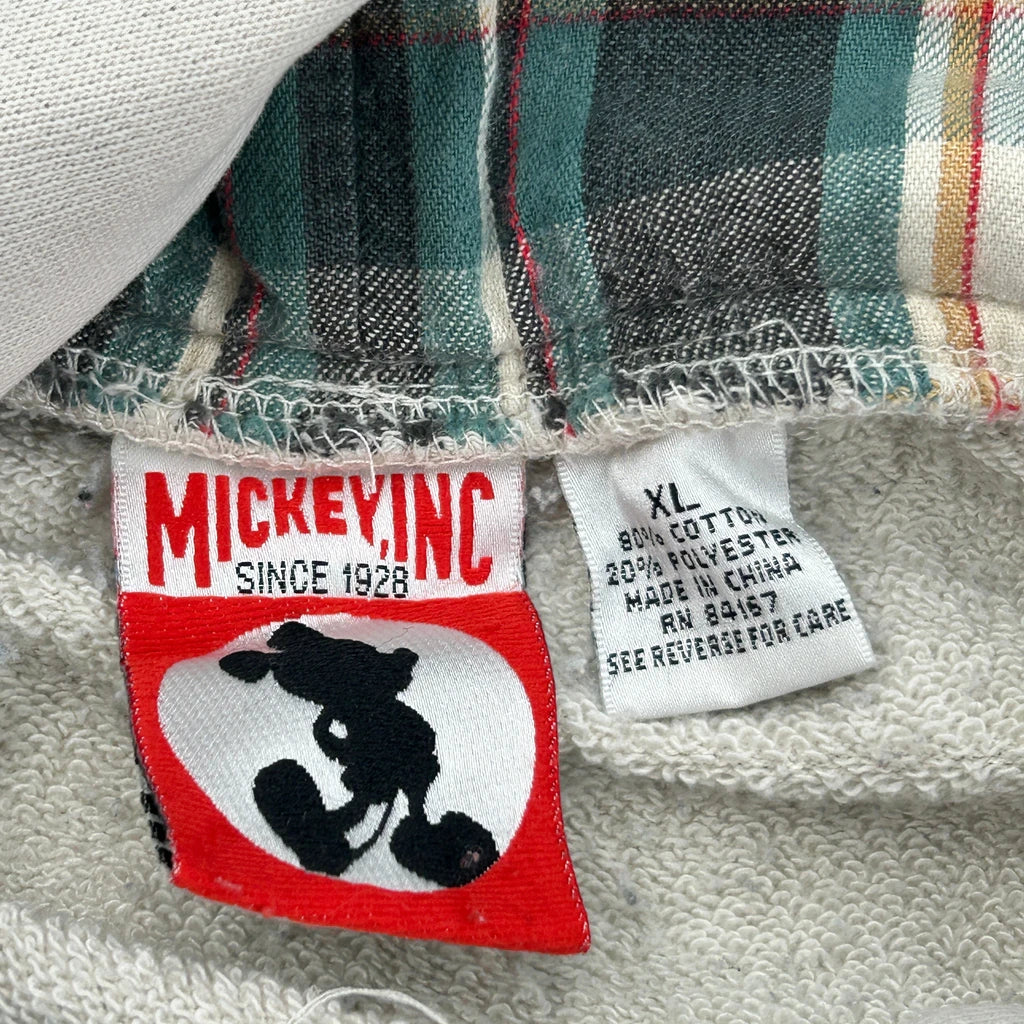 MICKEY, INC
SINCE 1928
XL
80% COTTON
20% POLYESTER
MADE IN CHINA
RN 84167
SEE REVERSE FOR CARE